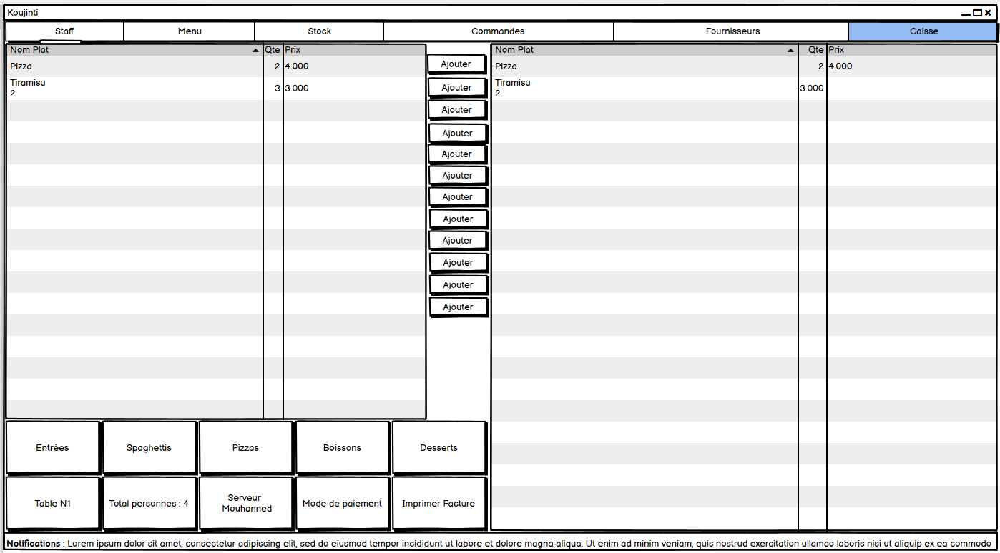 Koujinti
Staff Menu Stock Commandes Fournisseurs Caisse
Nom Plat Qte Prix
Pizza 2 4.000
Tiramisu
2 3 3.000
Ajouter
Ajouter
Ajouter
Ajouter
Ajouter
Ajouter
Ajouter
Ajouter
Ajouter
Ajouter
Ajouter
Ajouter
Nom Plat Qte Prix
Pizza 2 4.000
Tiramisu
2 3.000
Entrées Spaghettis Pizzas Boissons Desserts
Table N1 Total personnes : 4 Serveur
Mouhanned Mode de paiement Imprimer Facture
Notifications : Lorem ipsum dolor sit amet, consectetur adipiscing elit, sed do eiusmod tempor incididunt ut labore et dolore magna aliqua. Ut enim ad minim veniam, quis nostrud exercitation ullamco laboris nisi ut aliquip ex ea commodo